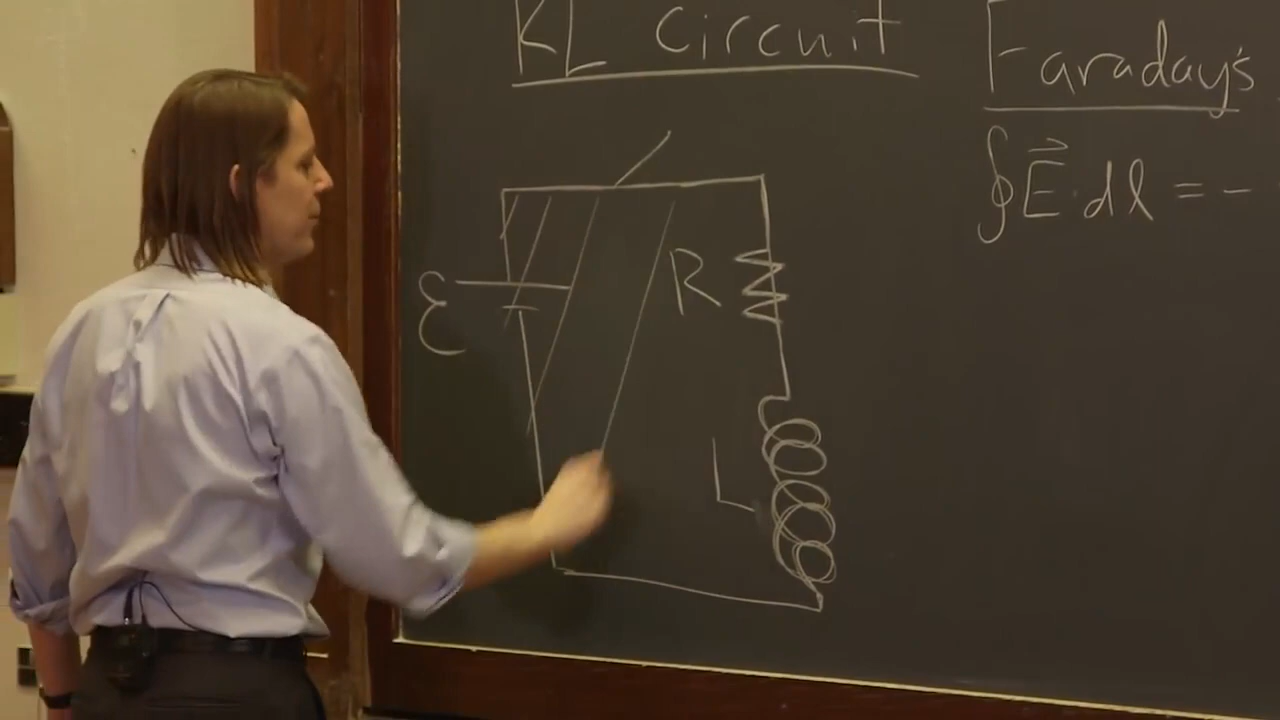 RL Circuit
Faraday's
∮E⃗·dl = -
ℰ
R
L